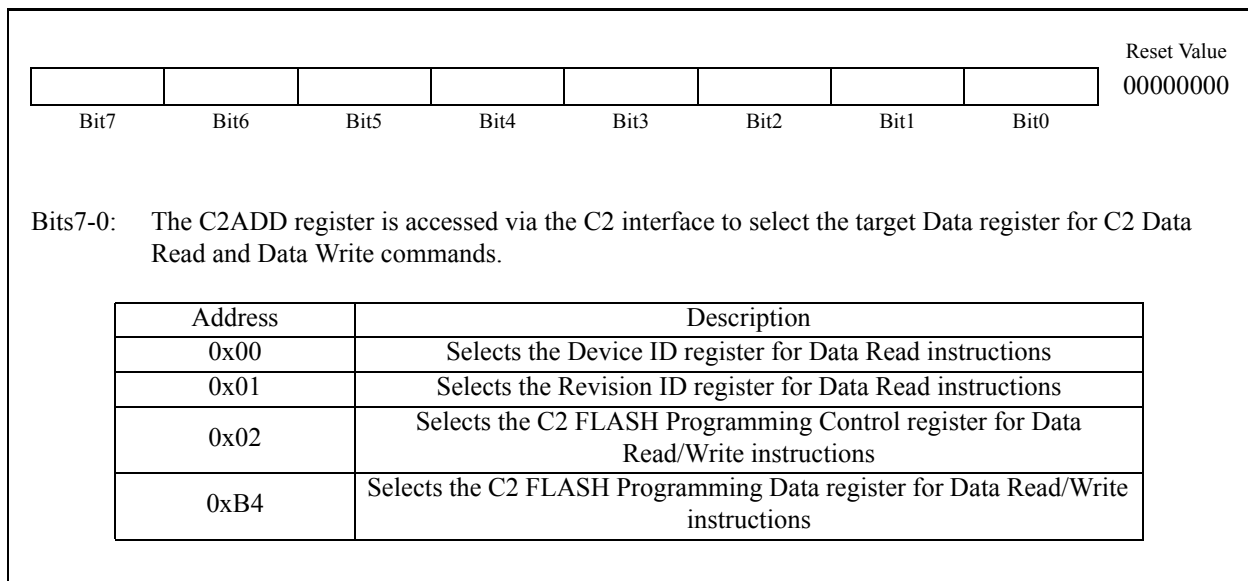 Reset Value
00000000
Bit7 Bit6 Bit5 Bit4 Bit3 Bit2 Bit1 Bit0
Bits7-0: The C2ADD register is accessed via the C2 interface to select the target Data register for C2 Data
Read and Data Write commands.
Address Description
0x00 Selects the Device ID register for Data Read instructions
0x01 Selects the Revision ID register for Data Read instructions
0x02 Selects the C2 FLASH Programming Control register for Data
Read/Write instructions
0xB4 Selects the C2 FLASH Programming Data register for Data Read/Write
instructions